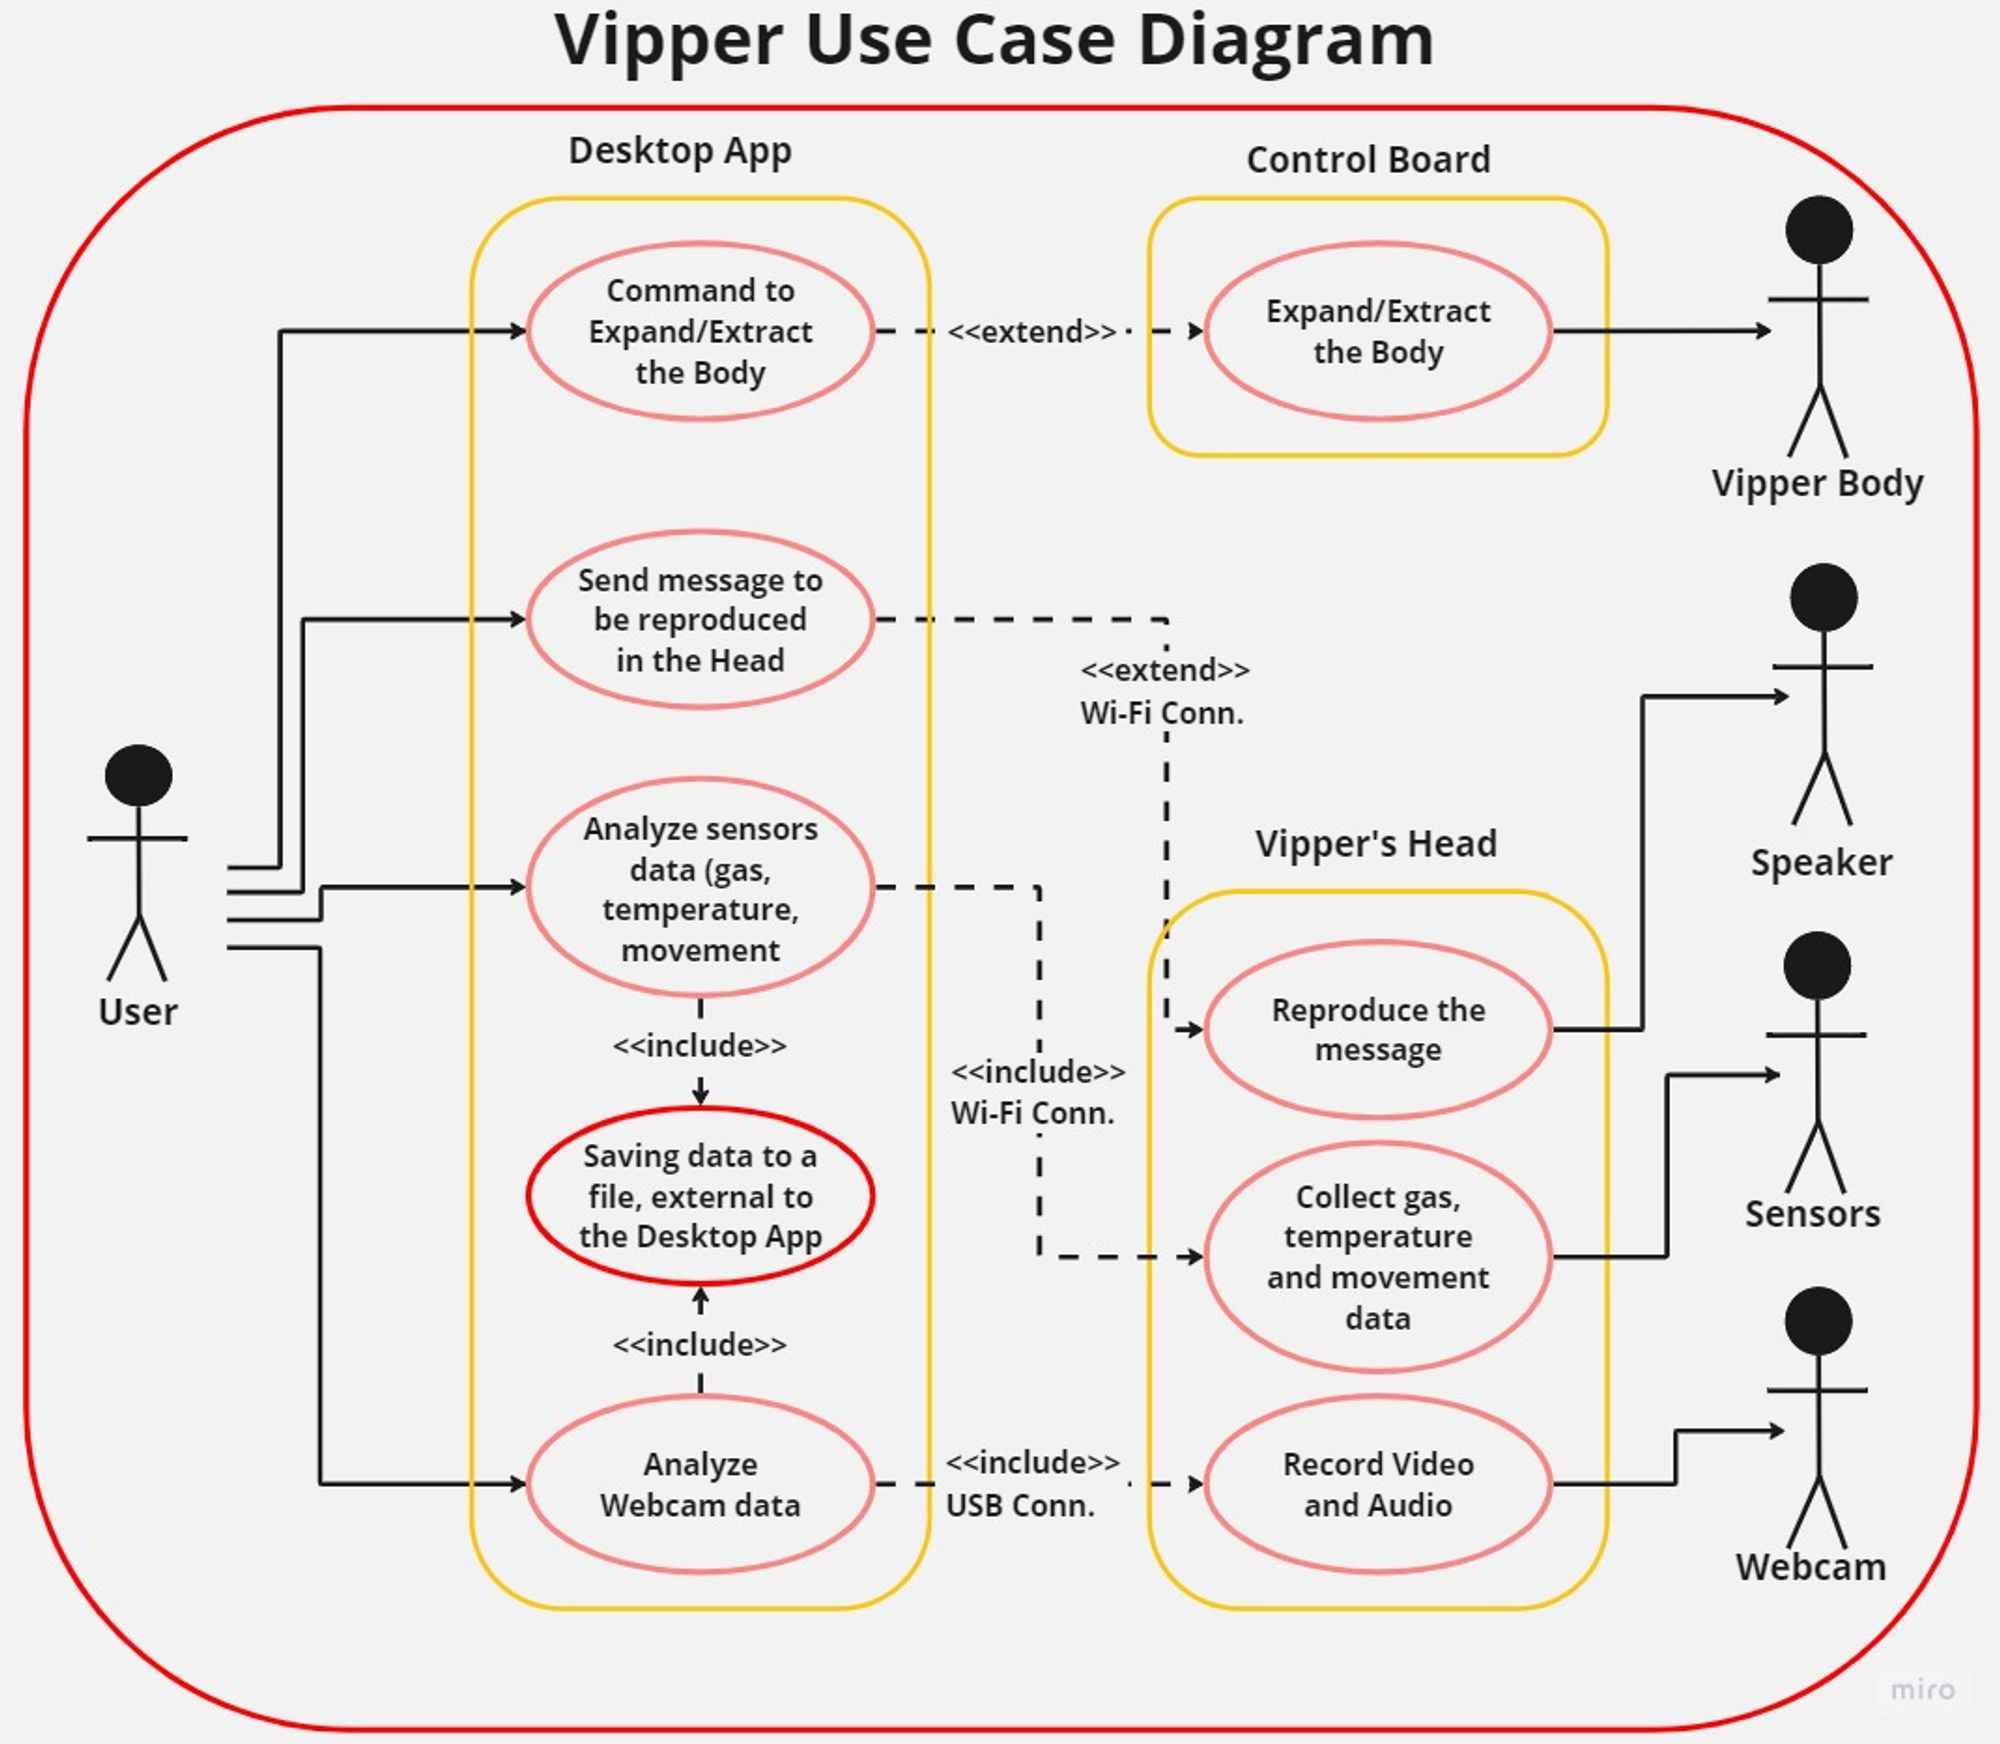 Vipper Use Case Diagram
Desktop App
Control Board
Command to
Expand/Extract
the Body
<<extend>>
Expand/Extract
the Body
Vipper Body
Send message to
be reproduced
in the Head
<<extend>>
Wi-Fi Conn.
Speaker
User
Analyze sensors
data (gas,
temperature,
movement
<<include>>
<<include>>
Wi-Fi Conn.
Vipper's Head
Reproduce the
message
Saving data to a
file, external to
the Desktop App
Collect gas,
temperature
and movement
data
Sensors
<<include>>
Analyze
Webcam data
<<include>>
USB Conn.
Record Video
and Audio
Webcam
miro